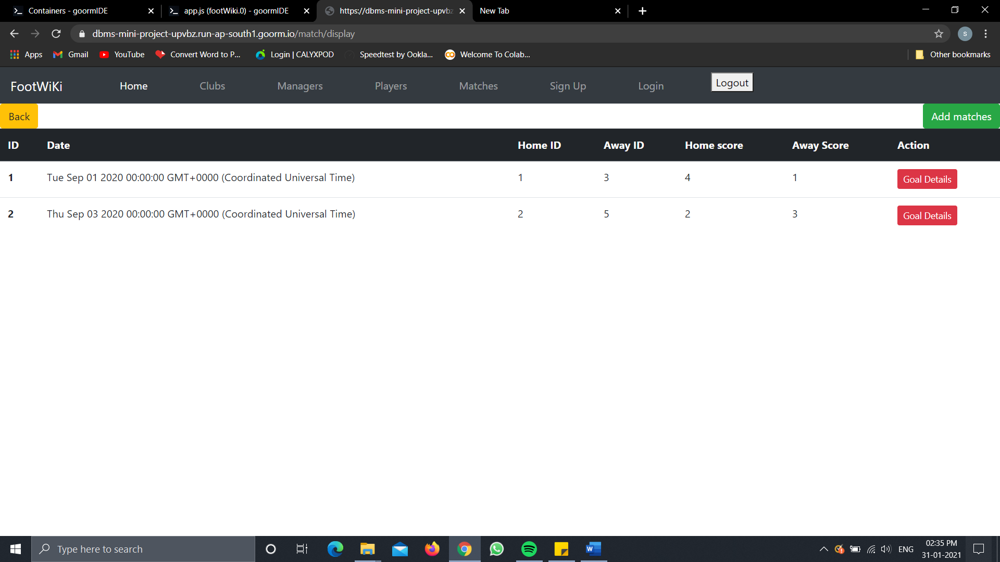 Containers - goormIDE
app.js (footWiki.0) - goormIDE
https://dbms-mini-project-upvbz
New Tab
dbms-mini-project-upvbz.run-ap-south1.goorm.io/match/display
s
Apps
Gmail
YouTube
Convert Word to P...
Login | CALYXPOD
Speedtest by Ookla...
Welcome To Colab...
Other bookmarks
FootWiKi Home Clubs Managers Players Matches Sign Up Login Logout
Back Add matches
ID Date Home ID Away ID Home score Away Score Action
1 Tue Sep 01 2020 00:00:00 GMT+0000 (Coordinated Universal Time) 1 3 4 1 Goal Details
2 Thu Sep 03 2020 00:00:00 GMT+0000 (Coordinated Universal Time) 2 5 2 3 Goal Details
Type here to search
W
ENG
02:35 PM
31-01-2021